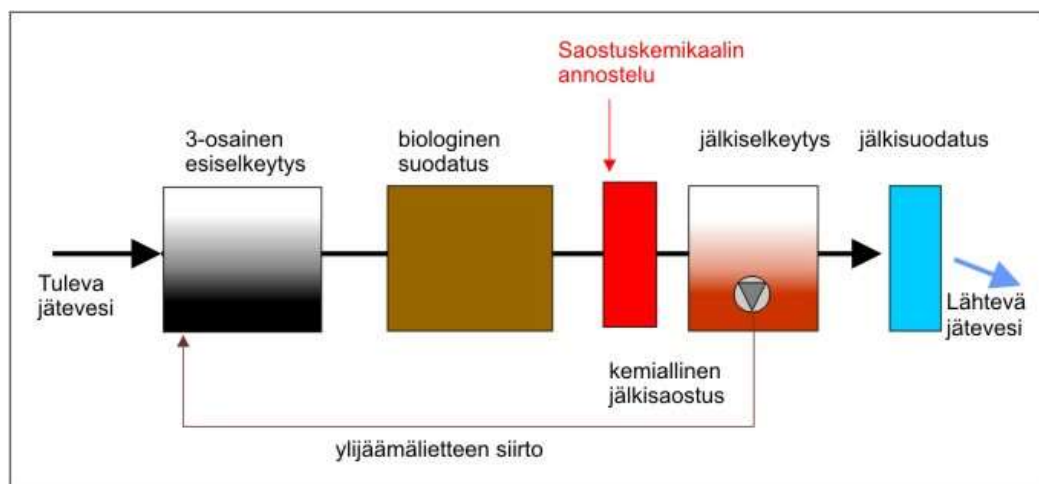 Saostuskemikaalin
annostelu
3-osainen
esiselkeytys
biologinen
suodatus
jälkiselkeytys
jälkisuodatus
Tuleva
jätevesi
Lähtevä
jätevesi
kemiallinen
jälkisaostus
ylijäämälietteen siirto